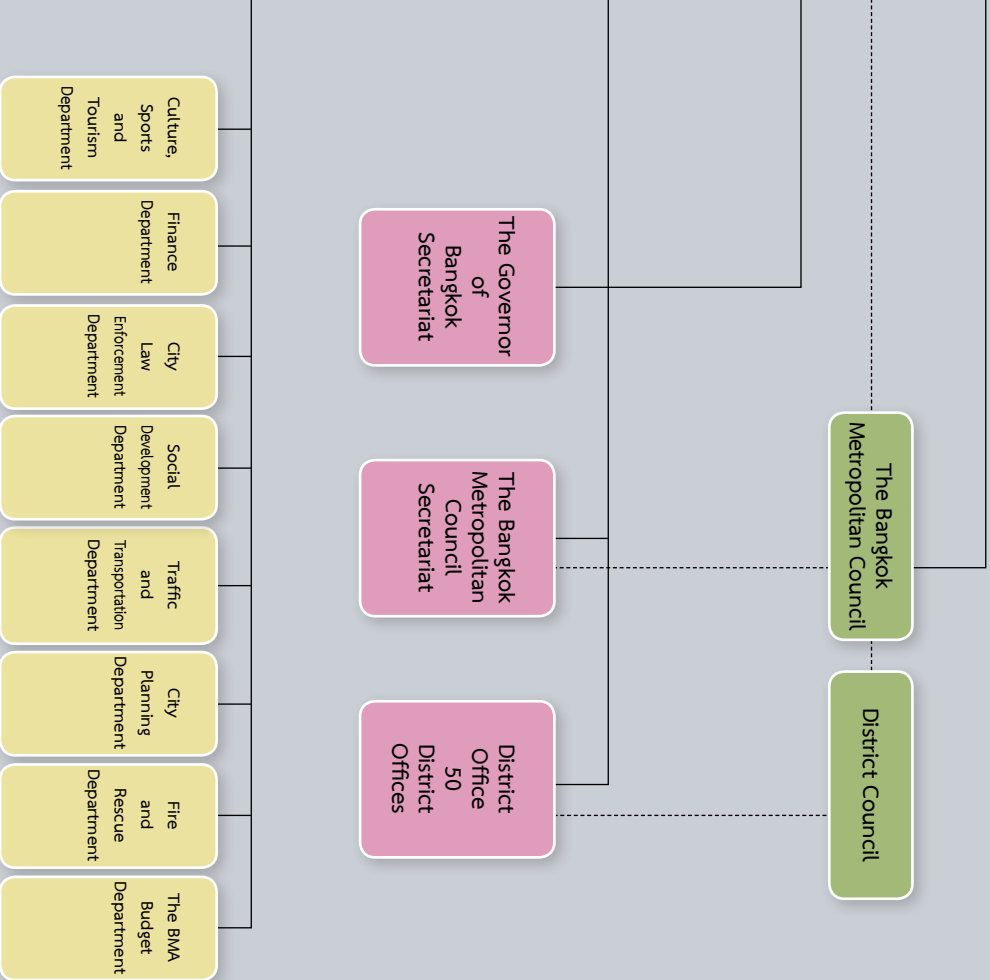 The Bangkok
Metropolitan Council
District Council
The Governor
of
Bangkok
Secretariat
The Bangkok
Metropolitan
Council
Secretariat
District
Office
50
District
Offices
Culture,
Sports
and
Tourism
Department
Finance
Department
City
Law
Enforcement
Department
Social
Development
Department
Traffic
and
Transportation
Department
City
Planning
Department
Fire
and
Rescue
Department
The BMA
Budget
Department